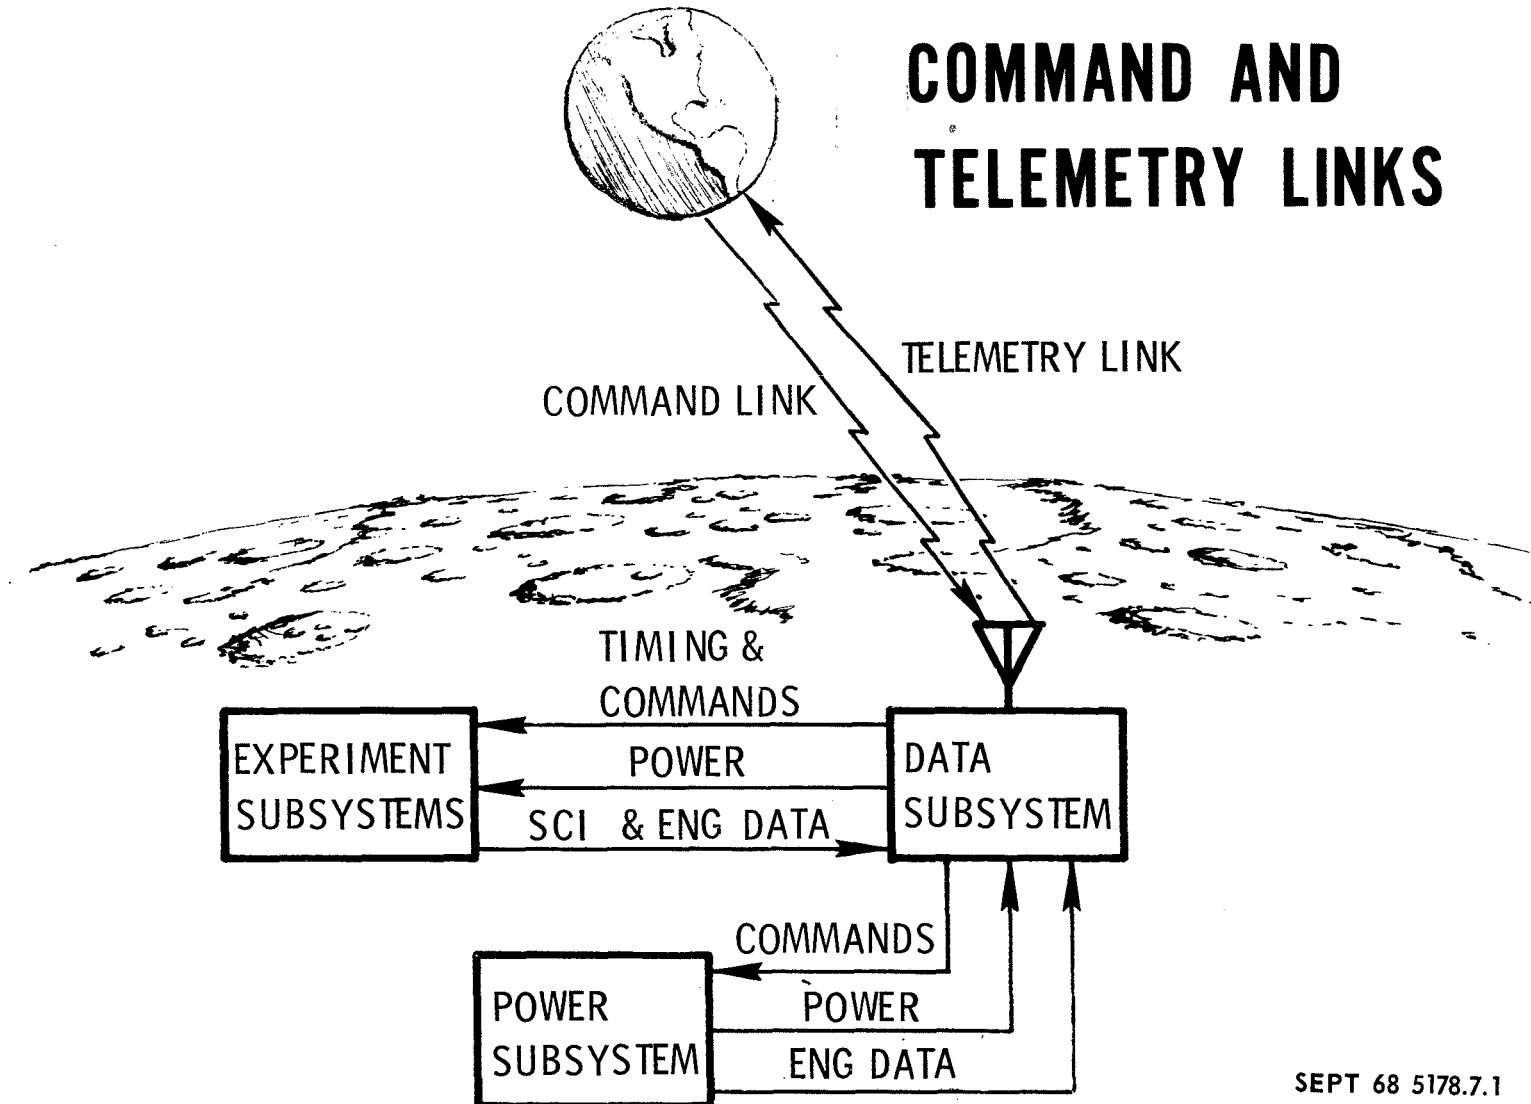 COMMAND AND
TELEMETRY LINKS
TELEMETRY LINK
COMMAND LINK
TIMING &
COMMANDS
EXPERIMENT
SUBSYSTEMS
POWER
SCI & ENG DATA
DATA
SUBSYSTEM
COMMANDS
POWER
SUBSYSTEM
POWER
ENG DATA
SEPT 68 5178.7.1